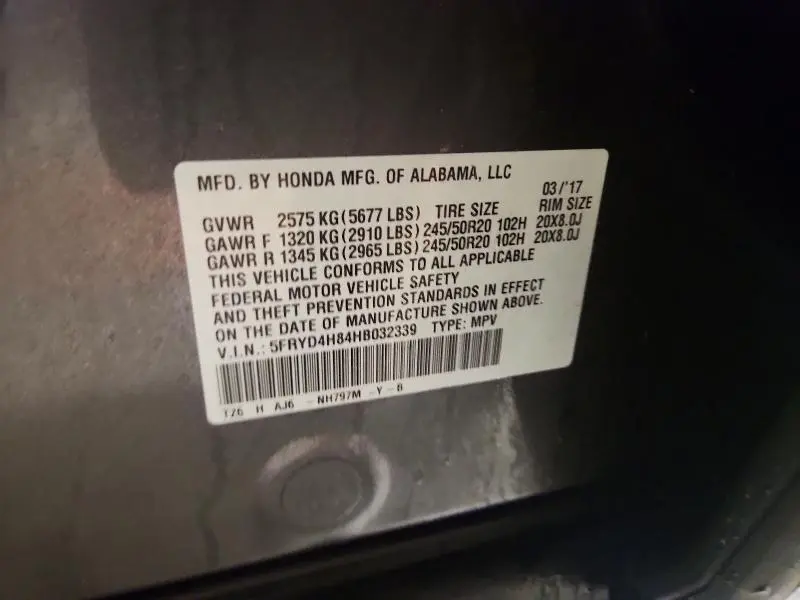 MFD. BY HONDA MFG. OF ALABAMA, LLC
03/'17
GVWR 2575 KG (5677 LBS) TIRE SIZE RIM SIZE
GAWR F 1320 KG (2910 LBS) 245/50R20 102H 20X8.0J
GAWR R 1345 KG (2965 LBS) 245/50R20 102H 20X8.0J
THIS VEHICLE CONFORMS TO ALL APPLICABLE
FEDERAL MOTOR VEHICLE SAFETY
AND THEFT PREVENTION STANDARDS IN EFFECT
ON THE DATE OF MANUFACTURE SHOWN ABOVE.
V.I.N.: 5FRYD4H84HB032339 TYPE: MPV
TZ6 H AJ6 - NH797M -Y-B